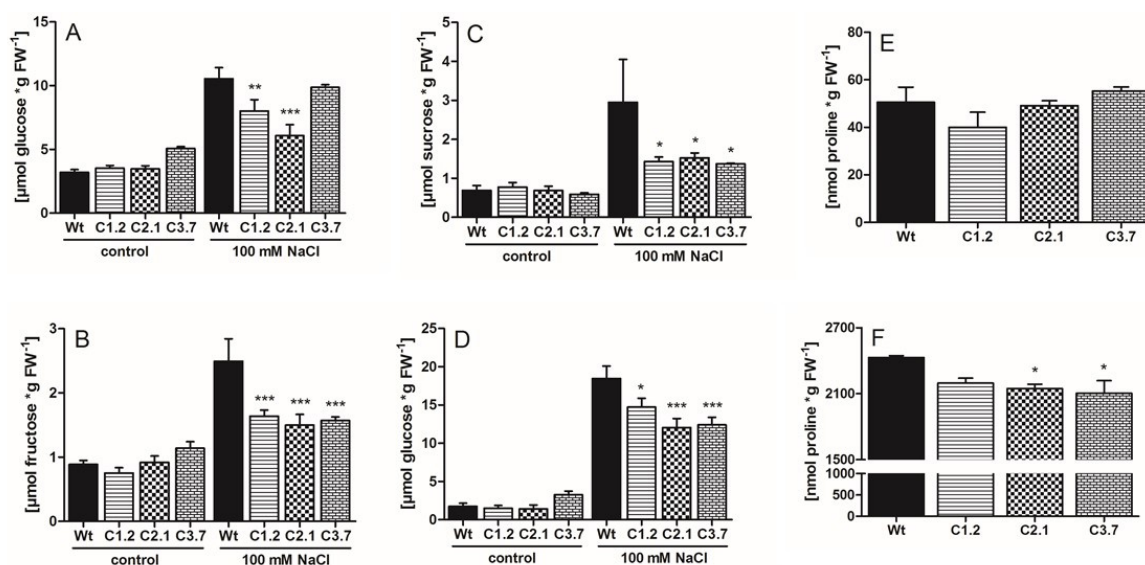 A
[µmol glucose *g FW⁻¹]
15
10
5
0
** ***
Wt C1.2 C2.1 C3.7 Wt C1.2 C2.1 C3.7
control 100 mM NaCl
C
[µmol sucrose *g FW⁻¹]
5
4
3
2
1
0
* * *
Wt C1.2 C2.1 C3.7 Wt C1.2 C2.1 C3.7
control 100 mM NaCl
E
[nmol proline *g FW⁻¹]
80
60
40
20
0
Wt C1.2 C2.1 C3.7
B
[µmol fructose *g FW⁻¹]
3
2
1
0
*** *** ***
Wt C1.2 C2.1 C3.7 Wt C1.2 C2.1 C3.7
control 100 mM NaCl
D
[µmol glucose *g FW⁻¹]
25
20
15
10
5
0
* *** ***
Wt C1.2 C2.1 C3.7 Wt C1.2 C2.1 C3.7
control 100 mM NaCl
F
[nmol proline *g FW⁻¹]
2700
2100
1500
1000
500
0
* *
Wt C1.2 C2.1 C3.7